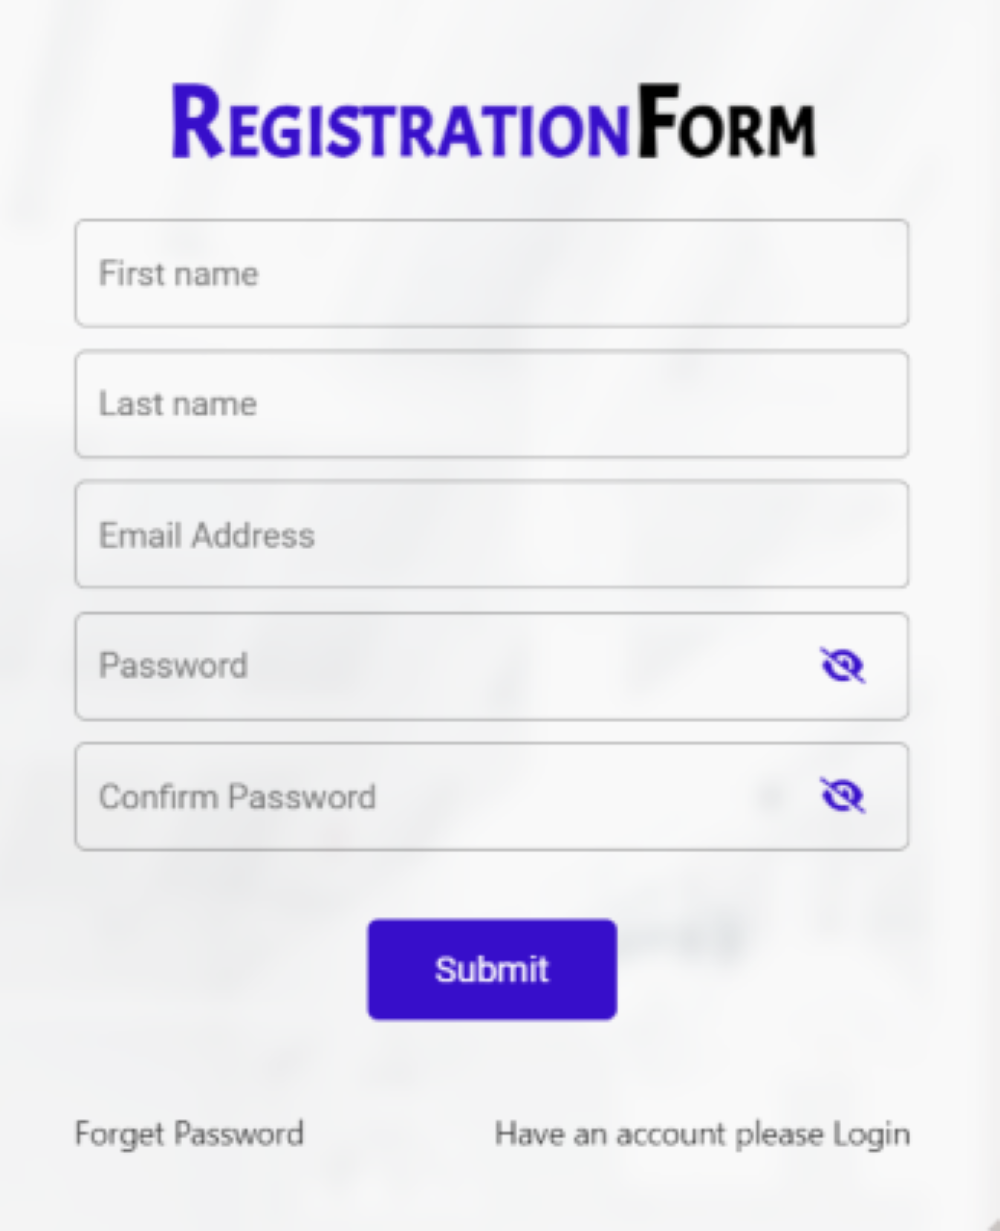 RegistrationForm
First name
Last name
Email Address
Password
Confirm Password
Submit
Forget Password
Have an account please Login